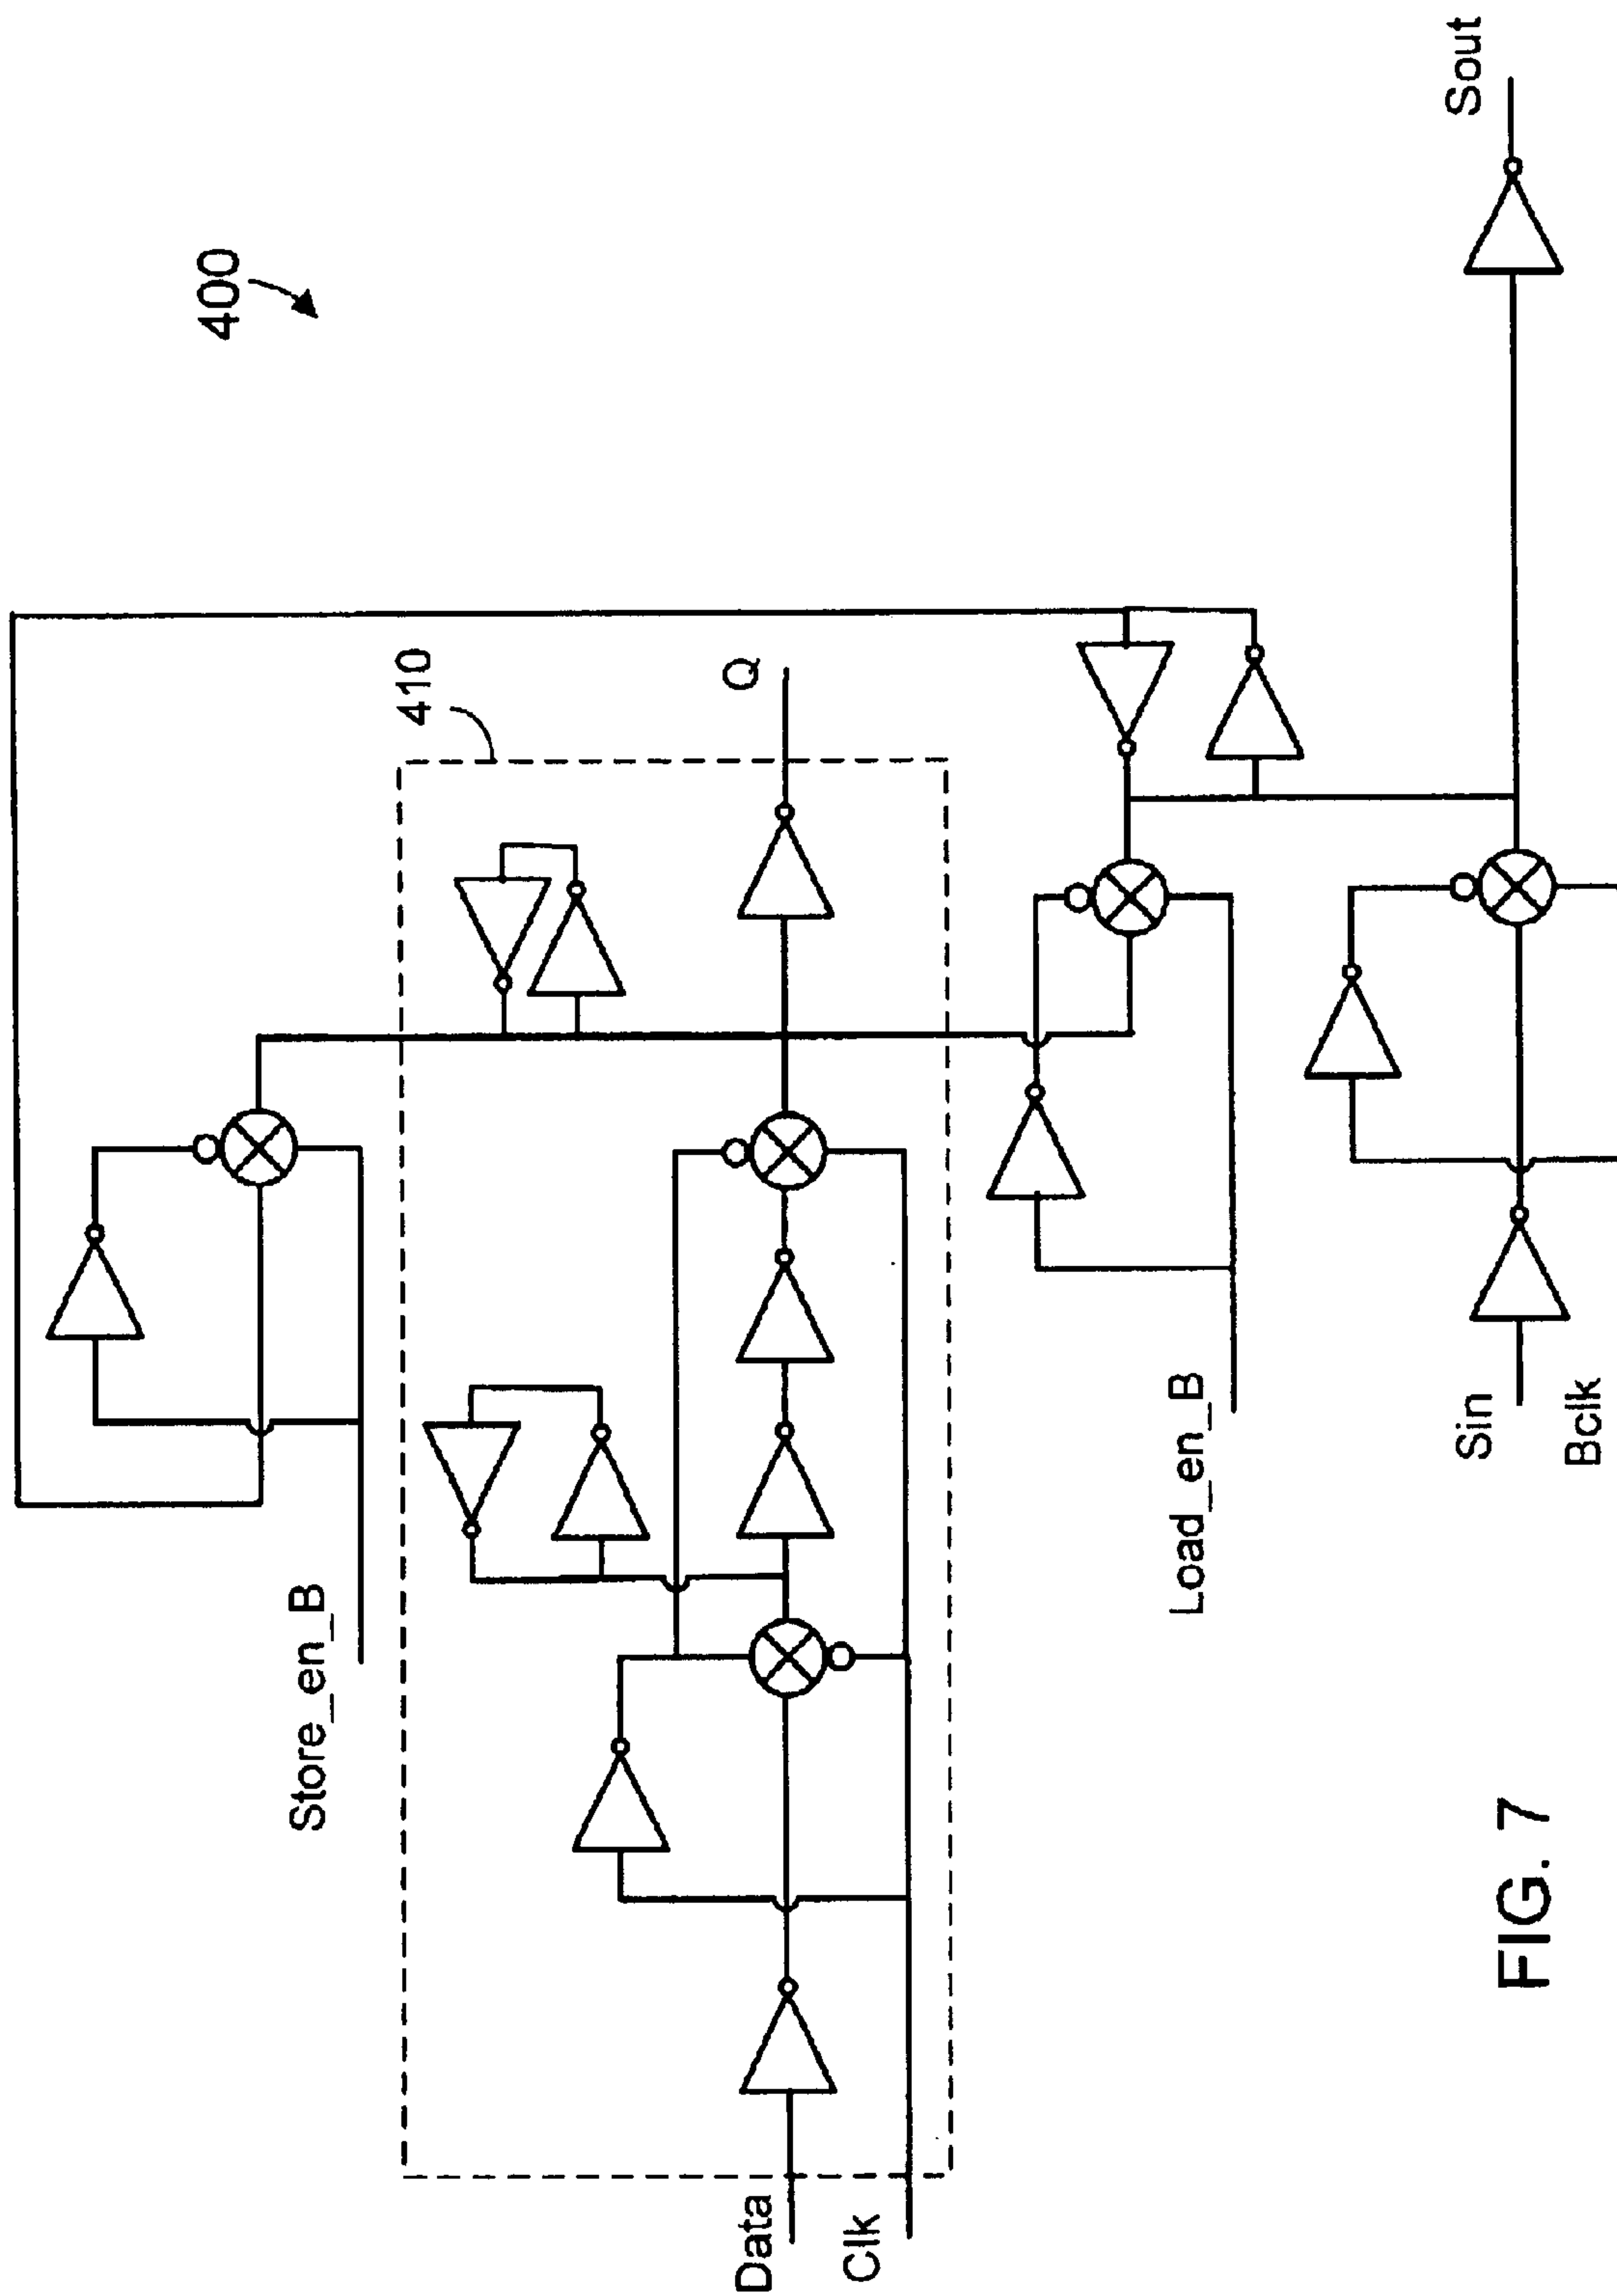 400
410
Store_en_B
Data
Clk
Q
Load_en_B
Sin
Bclk
Sout
FIG. 7